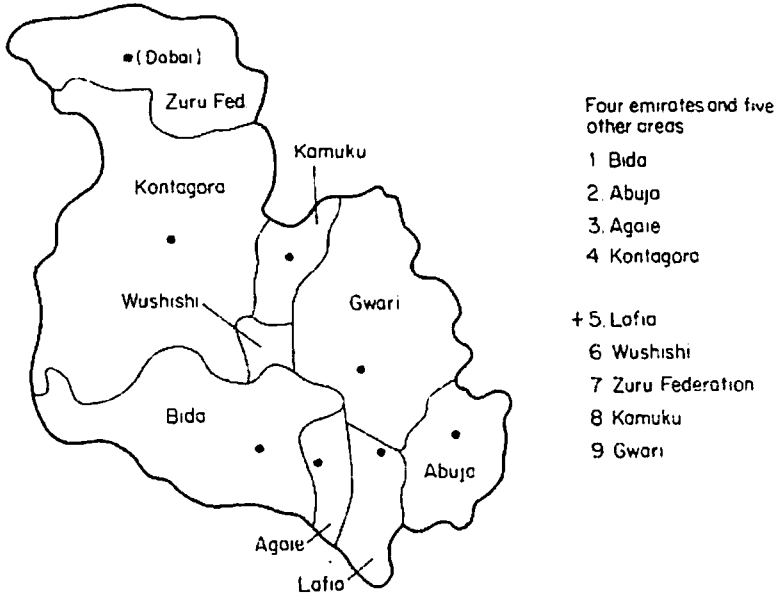 (Dabai)
Zuru Fed.
Kamuku
Kontagora
Wushishi
Gwari
Bida
Abuja
Agaie
Lafia
Four emirates and five
other areas
1 Bida
2. Abuja
3. Agaie
4 Kontagora
+ 5. Lafia
6 Wushishi
7 Zuru Federation
8 Kamuku
9 Gwari